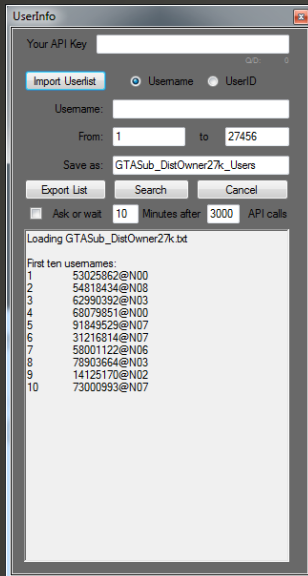 UserInfo
Your API Key
Q/D: 0
Import Userlist Username UserID
Username:
From: 1 to 27456
Save as: GTASub_DistOwner27k_Users
Export List Search Cancel
Ask or wait 10 Minutes after 3000 API calls
Loading GTASub_DistOwner27k.txt
First ten usernames:
1 53025862@N00
2 54818434@N08
3 62990392@N03
4 68079851@N00
5 91849529@N07
6 31216814@N07
7 58001122@N06
8 78903664@N03
9 14125170@N02
10 73000993@N07